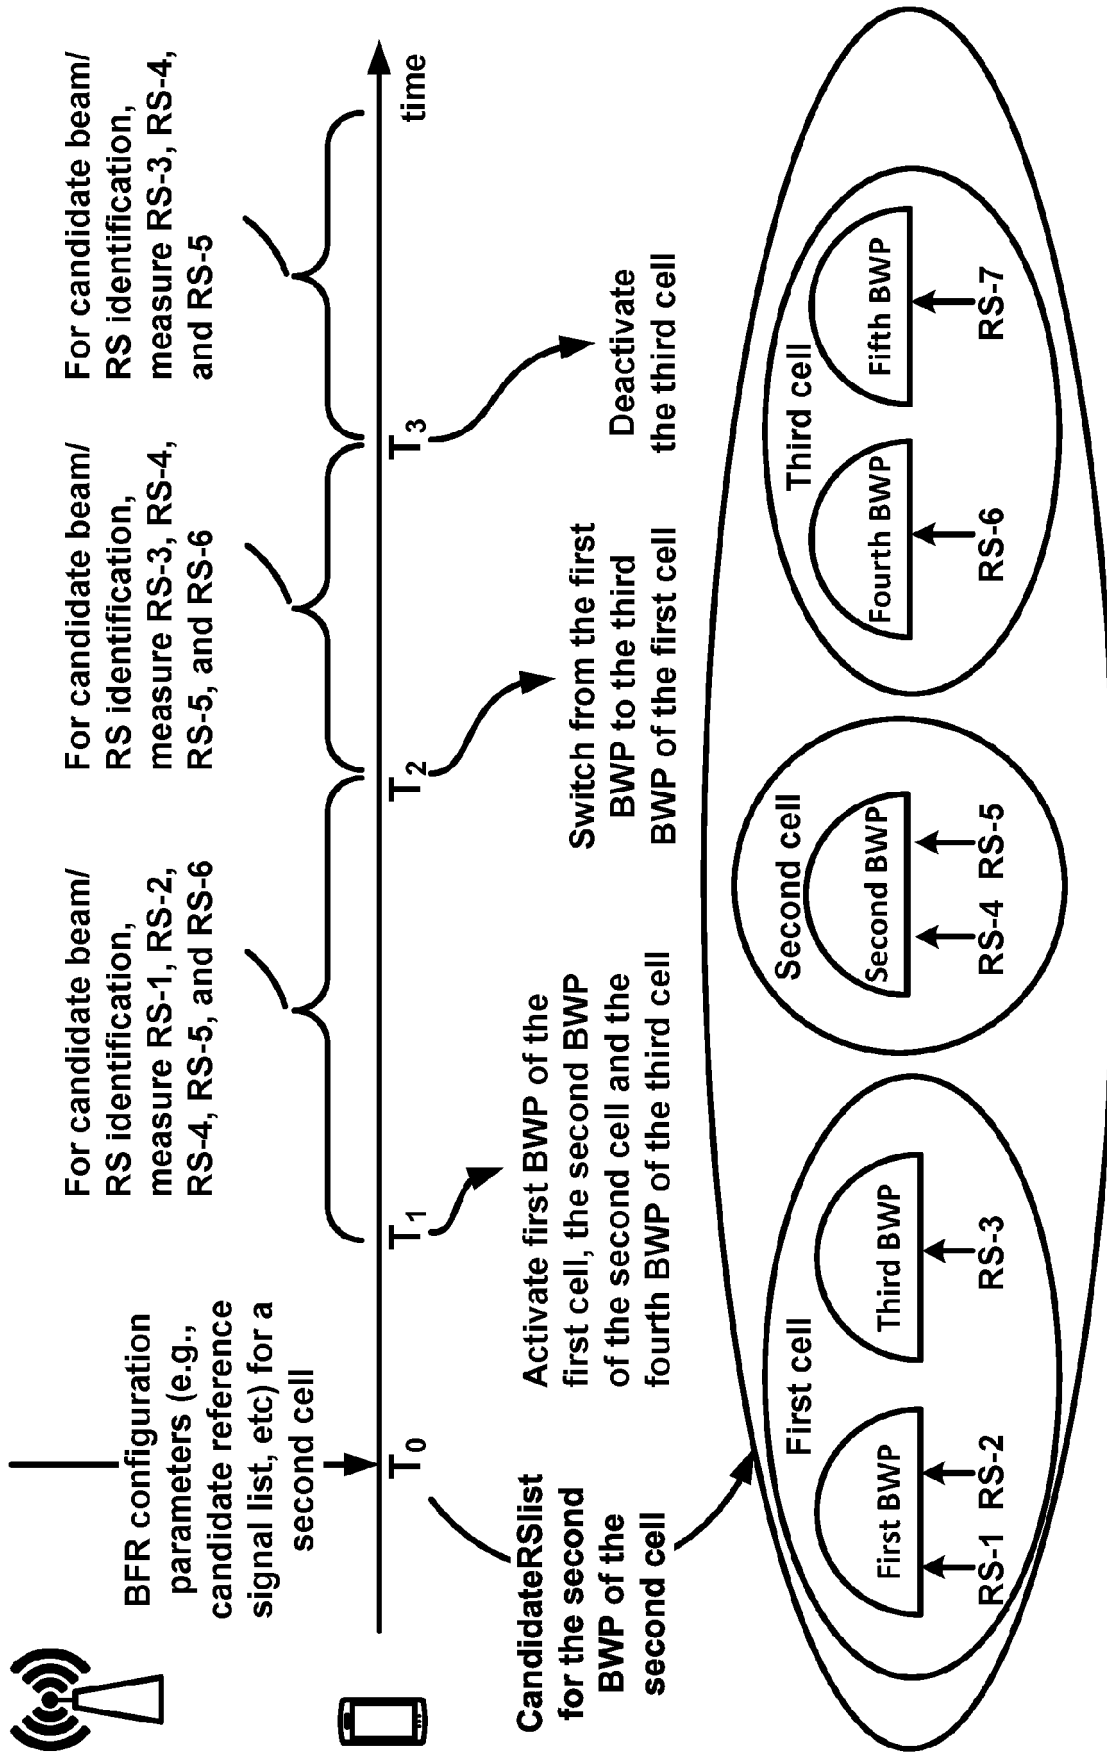 BFR configuration
parameters (e.g.,
candidate reference
signal list, etc) for a
second cell
For candidate beam/
RS identification,
measure RS-1, RS-2,
RS-4, RS-5, and RS-6
For candidate beam/
RS identification,
measure RS-3, RS-4,
RS-5, and RS-6
For candidate beam/
RS identification,
measure RS-3, RS-4,
and RS-5
T0
T1
T2
T3
time
CandidateRSlist
for the second
BWP of the
second cell
Activate first BWP of the
first cell, the second BWP
of the second cell and the
fourth BWP of the third cell
Switch from the first
BWP to the third
BWP of the first cell
Deactivate
the third cell
First cell
First BWP
Third BWP
RS-1
RS-2
RS-3
Second cell
Second BWP
RS-4
RS-5
Third cell
Fourth BWP
Fifth BWP
RS-6
RS-7